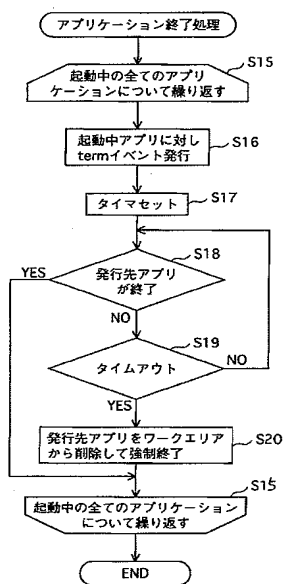 アプリケーション終了処理
S15
起動中の全てのアプリ
ケーションについて繰り返す
S16
起動中アプリに対し
termイベント発行
S17
タイマセット
S18
YES
発行先アプリ
が終了
NO
S19
NO
タイムアウト
YES
発行先アプリをワークエリア
から削除して強制終了
S20
S15
起動中の全てのアプリケーション
について繰り返す
END